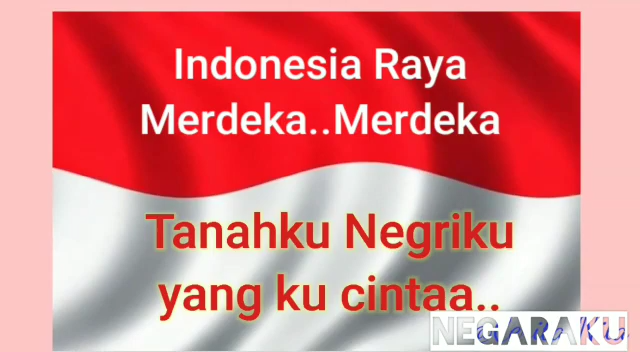 Indonesia Raya
Merdeka..Merdeka
Tanahku Negriku
yang ku cintaa..
NEGARAKU